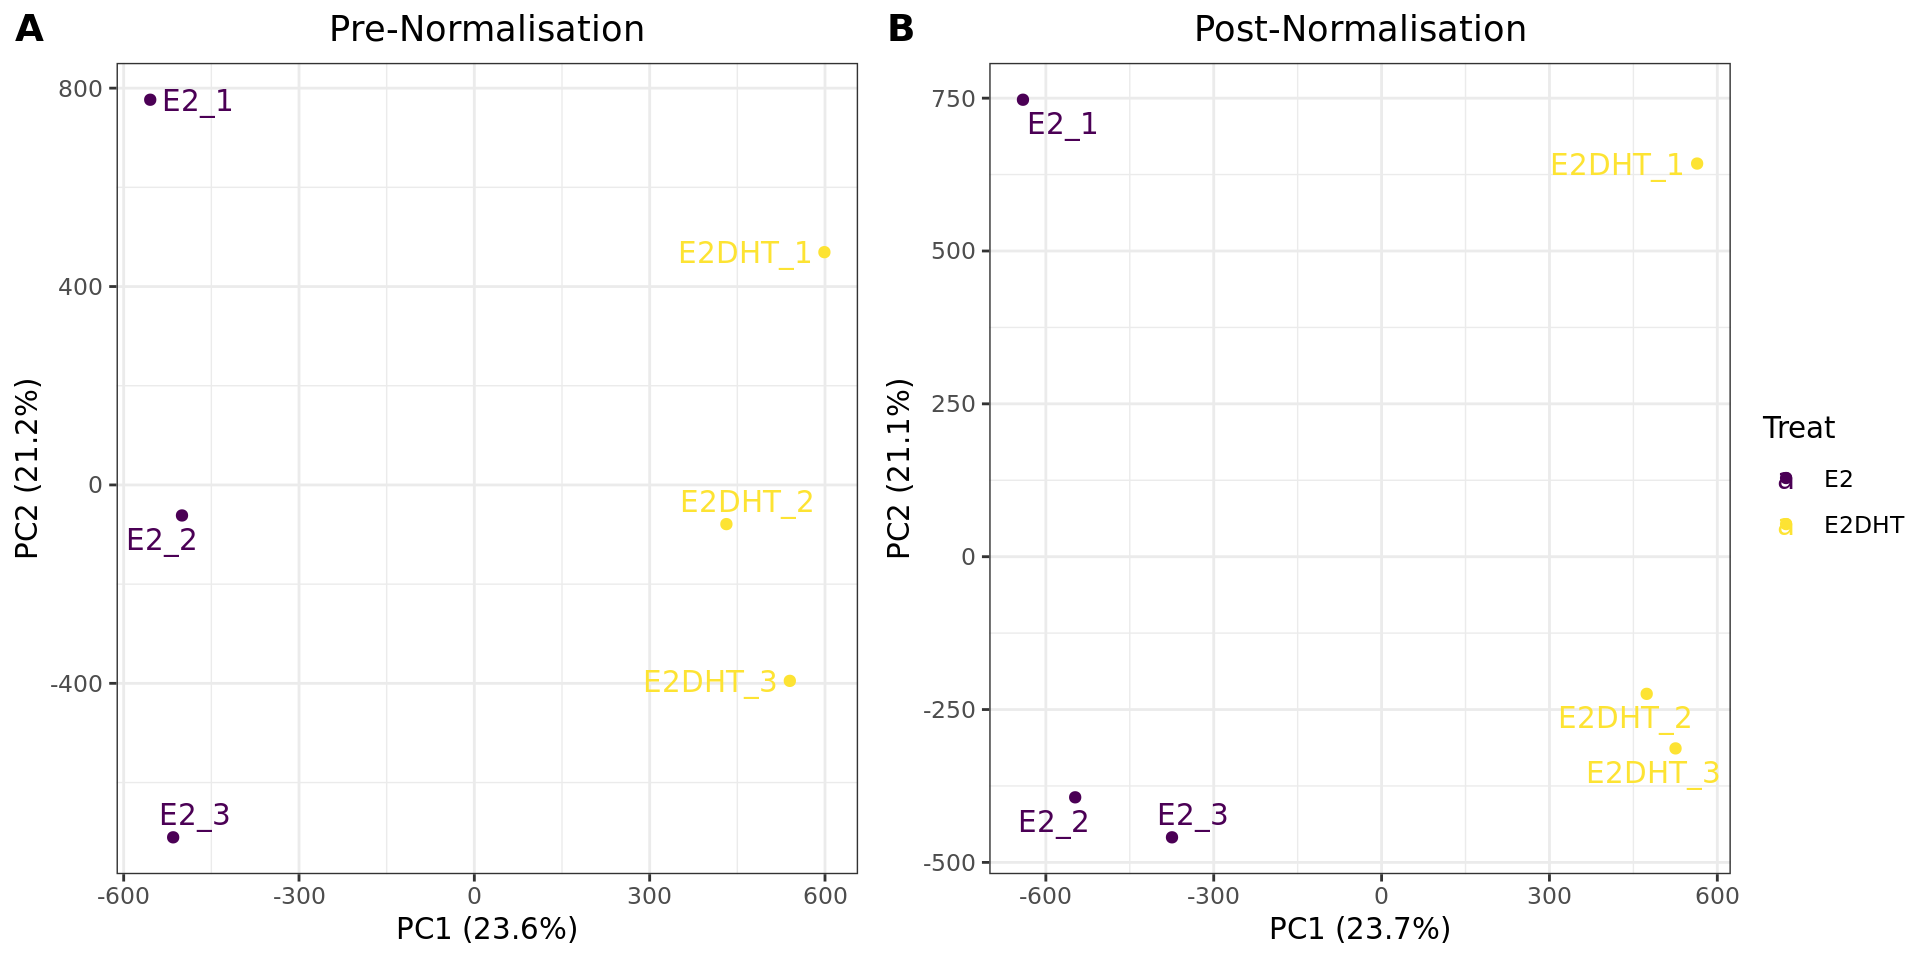 A
Pre-Normalisation
800
400
0
-400
PC2 (21.2%)
E2_1
E2DHT_1
E2DHT_2
E2_2
E2DHT_3
E2_3
-600
-300
0
300
600
PC1 (23.6%)
B
Post-Normalisation
750
500
250
0
-250
-500
PC2 (21.1%)
E2_1
E2DHT_1
E2DHT_2
E2DHT_3
E2_2
E2_3
-600
-300
0
300
600
PC1 (23.7%)
Treat
a E2
a E2DHT